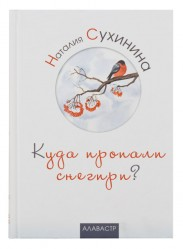 Наталия Сухинина
Куда пропали
снегири?
АЛАВАСТР